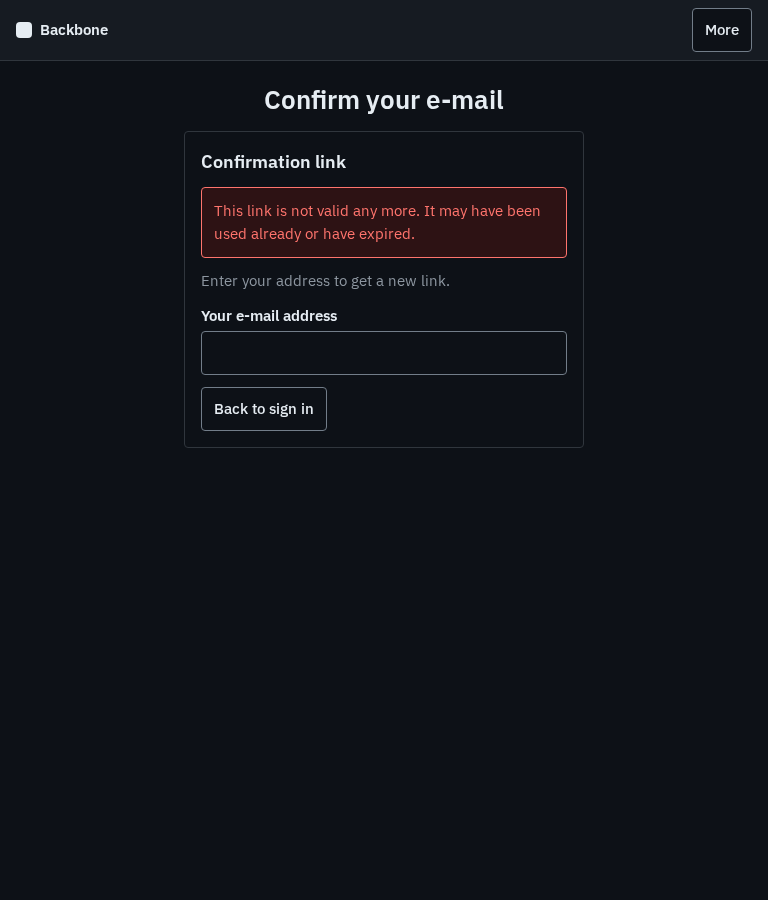 Backbone
More
Confirm your e-mail
Confirmation link
This link is not valid any more. It may have been
used already or have expired.
Enter your address to get a new link.
Your e-mail address
Back to sign in